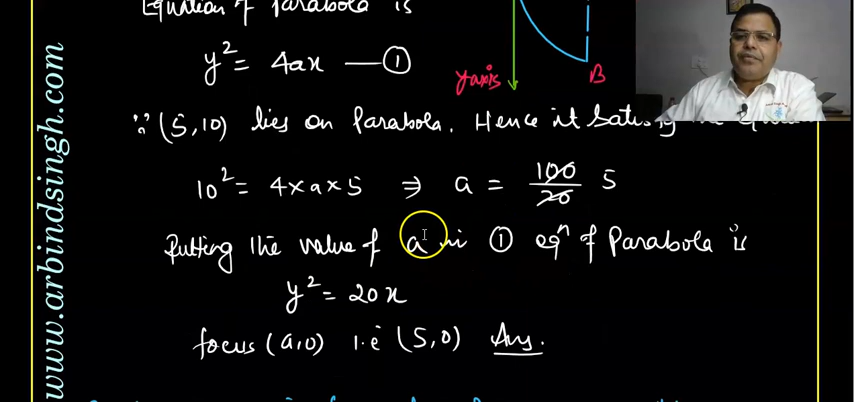 Equation of parabola is
y² = 4ax — ①
y axis
B
∵ (5,10) lies on Parabola. Hence it Satisfy the
10² = 4×a×5 ⇒ a = 100/20 5
Putting the value of a in ① eqⁿ of Parabola is
y² = 20x
focus (a,0) i.e (5,0) Ans.
www.arbindsingh.com